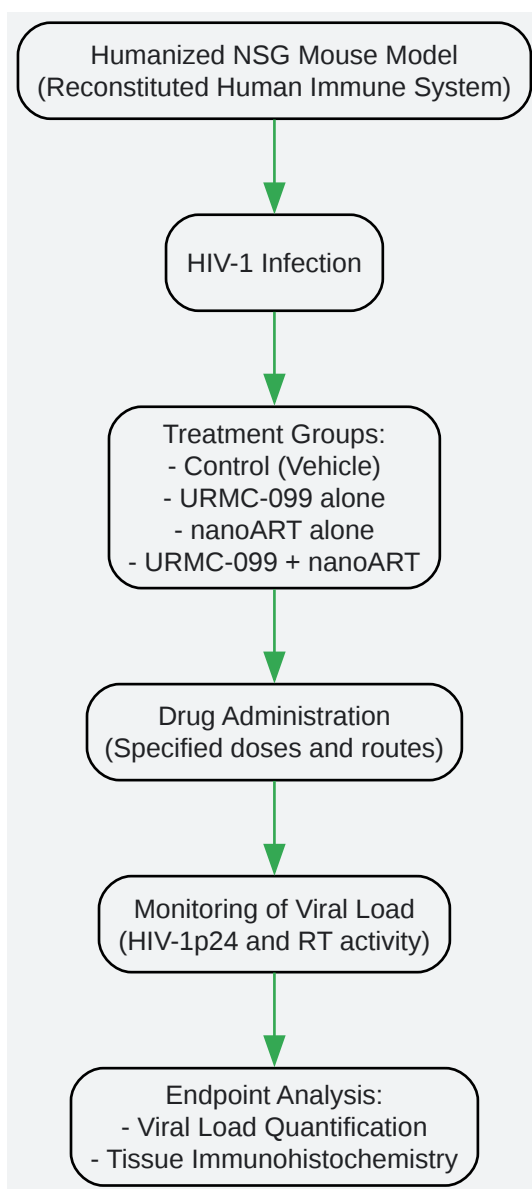 Humanized NSG Mouse Model
(Reconstituted Human Immune System)
HIV-1 Infection
Treatment Groups:
- Control (Vehicle)
- URMC-099 alone
- nanoART alone
- URMC-099 + nanoART
Drug Administration
(Specified doses and routes)
Monitoring of Viral Load
(HIV-1p24 and RT activity)
Endpoint Analysis:
- Viral Load Quantification
- Tissue Immunohistochemistry